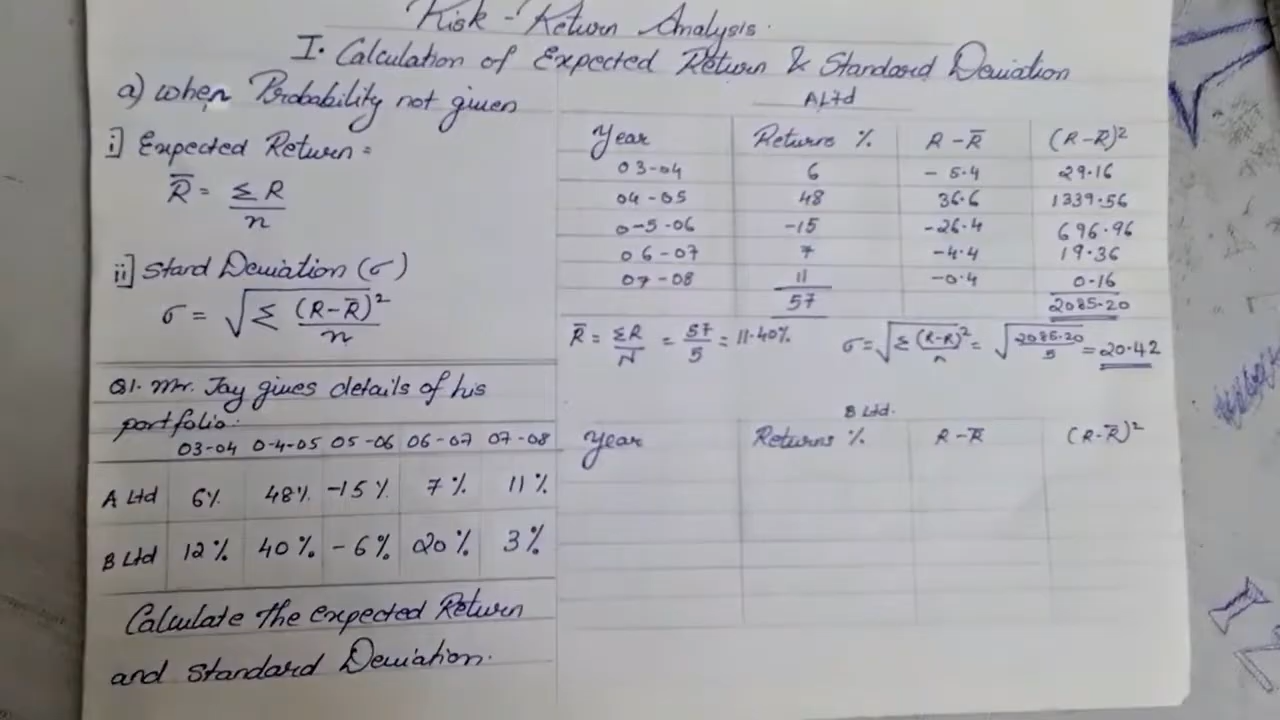 Risk - Return Analysis.
I. Calculation of Expected Return & Standard Deviation
a) when Probability not given
i] Expected Return =
R̅ = ΣR / n
ii] Stard Deviation (σ)
σ = √Σ (R-R̅)² / n
Q1. Mr. Jay gives details of his
portfolio:
03-04 0-4-05 05-06 06-07 07-08
A Ltd 6% 48% -15% 7% 11%
B Ltd 12% 40% -6% 20% 3%
Calculate the expected Return
and Standard Deviation.
A Ltd
Year Returns % R-R̅ (R-R̅)²
03-04 6 -5.4 29.16
04-05 48 36.6 1339.56
0-5-06 -15 -26.4 696.96
06-07 7 -4.4 19.36
07-08 11 -0.4 0.16
57 2085.20
R̅ = ΣR / N = 57 / 5 = 11.40% σ = √Σ (R-R̅)² / n = √2085.20 / 5 = 20.42
B Ltd.
Year Returns % R-R̅ (R-R̅)²